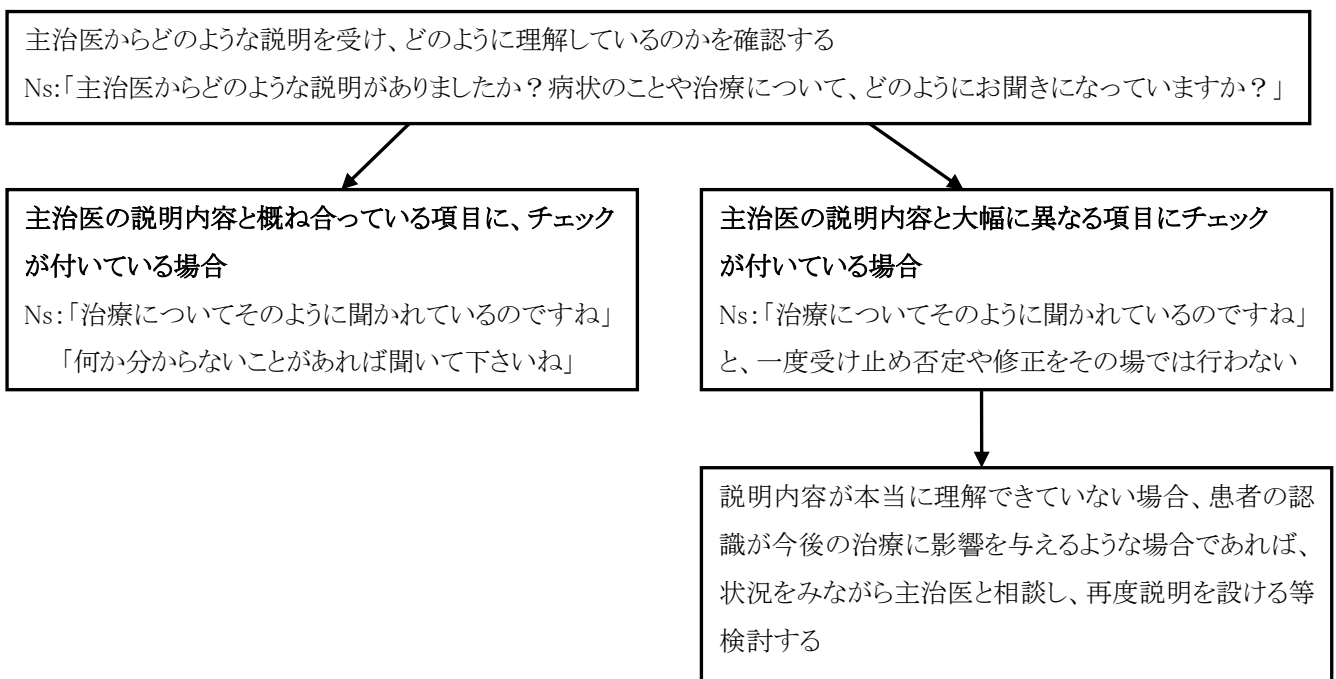 主治医からどのような説明を受け、どのように理解しているのかを確認する
Ns:「主治医からどのような説明がありましたか？病状のことや治療について、どのようにお聞きになっていますか？」
主治医の説明内容と概ね合っている項目に、チェック
が付いている場合
Ns:「治療についてそのように聞かれているのですね」
「何か分からないことがあれば聞いて下さいね」
主治医の説明内容と大幅に異なる項目にチェック
が付いている場合
Ns:「治療についてそのように聞かれているのですね」
と、一度受け止め否定や修正をその場では行わない
説明内容が本当に理解できていない場合、患者の認
識が今後の治療に影響を与えるような場合であれば、
状況をみながら主治医と相談し、再度説明を設ける等
検討する